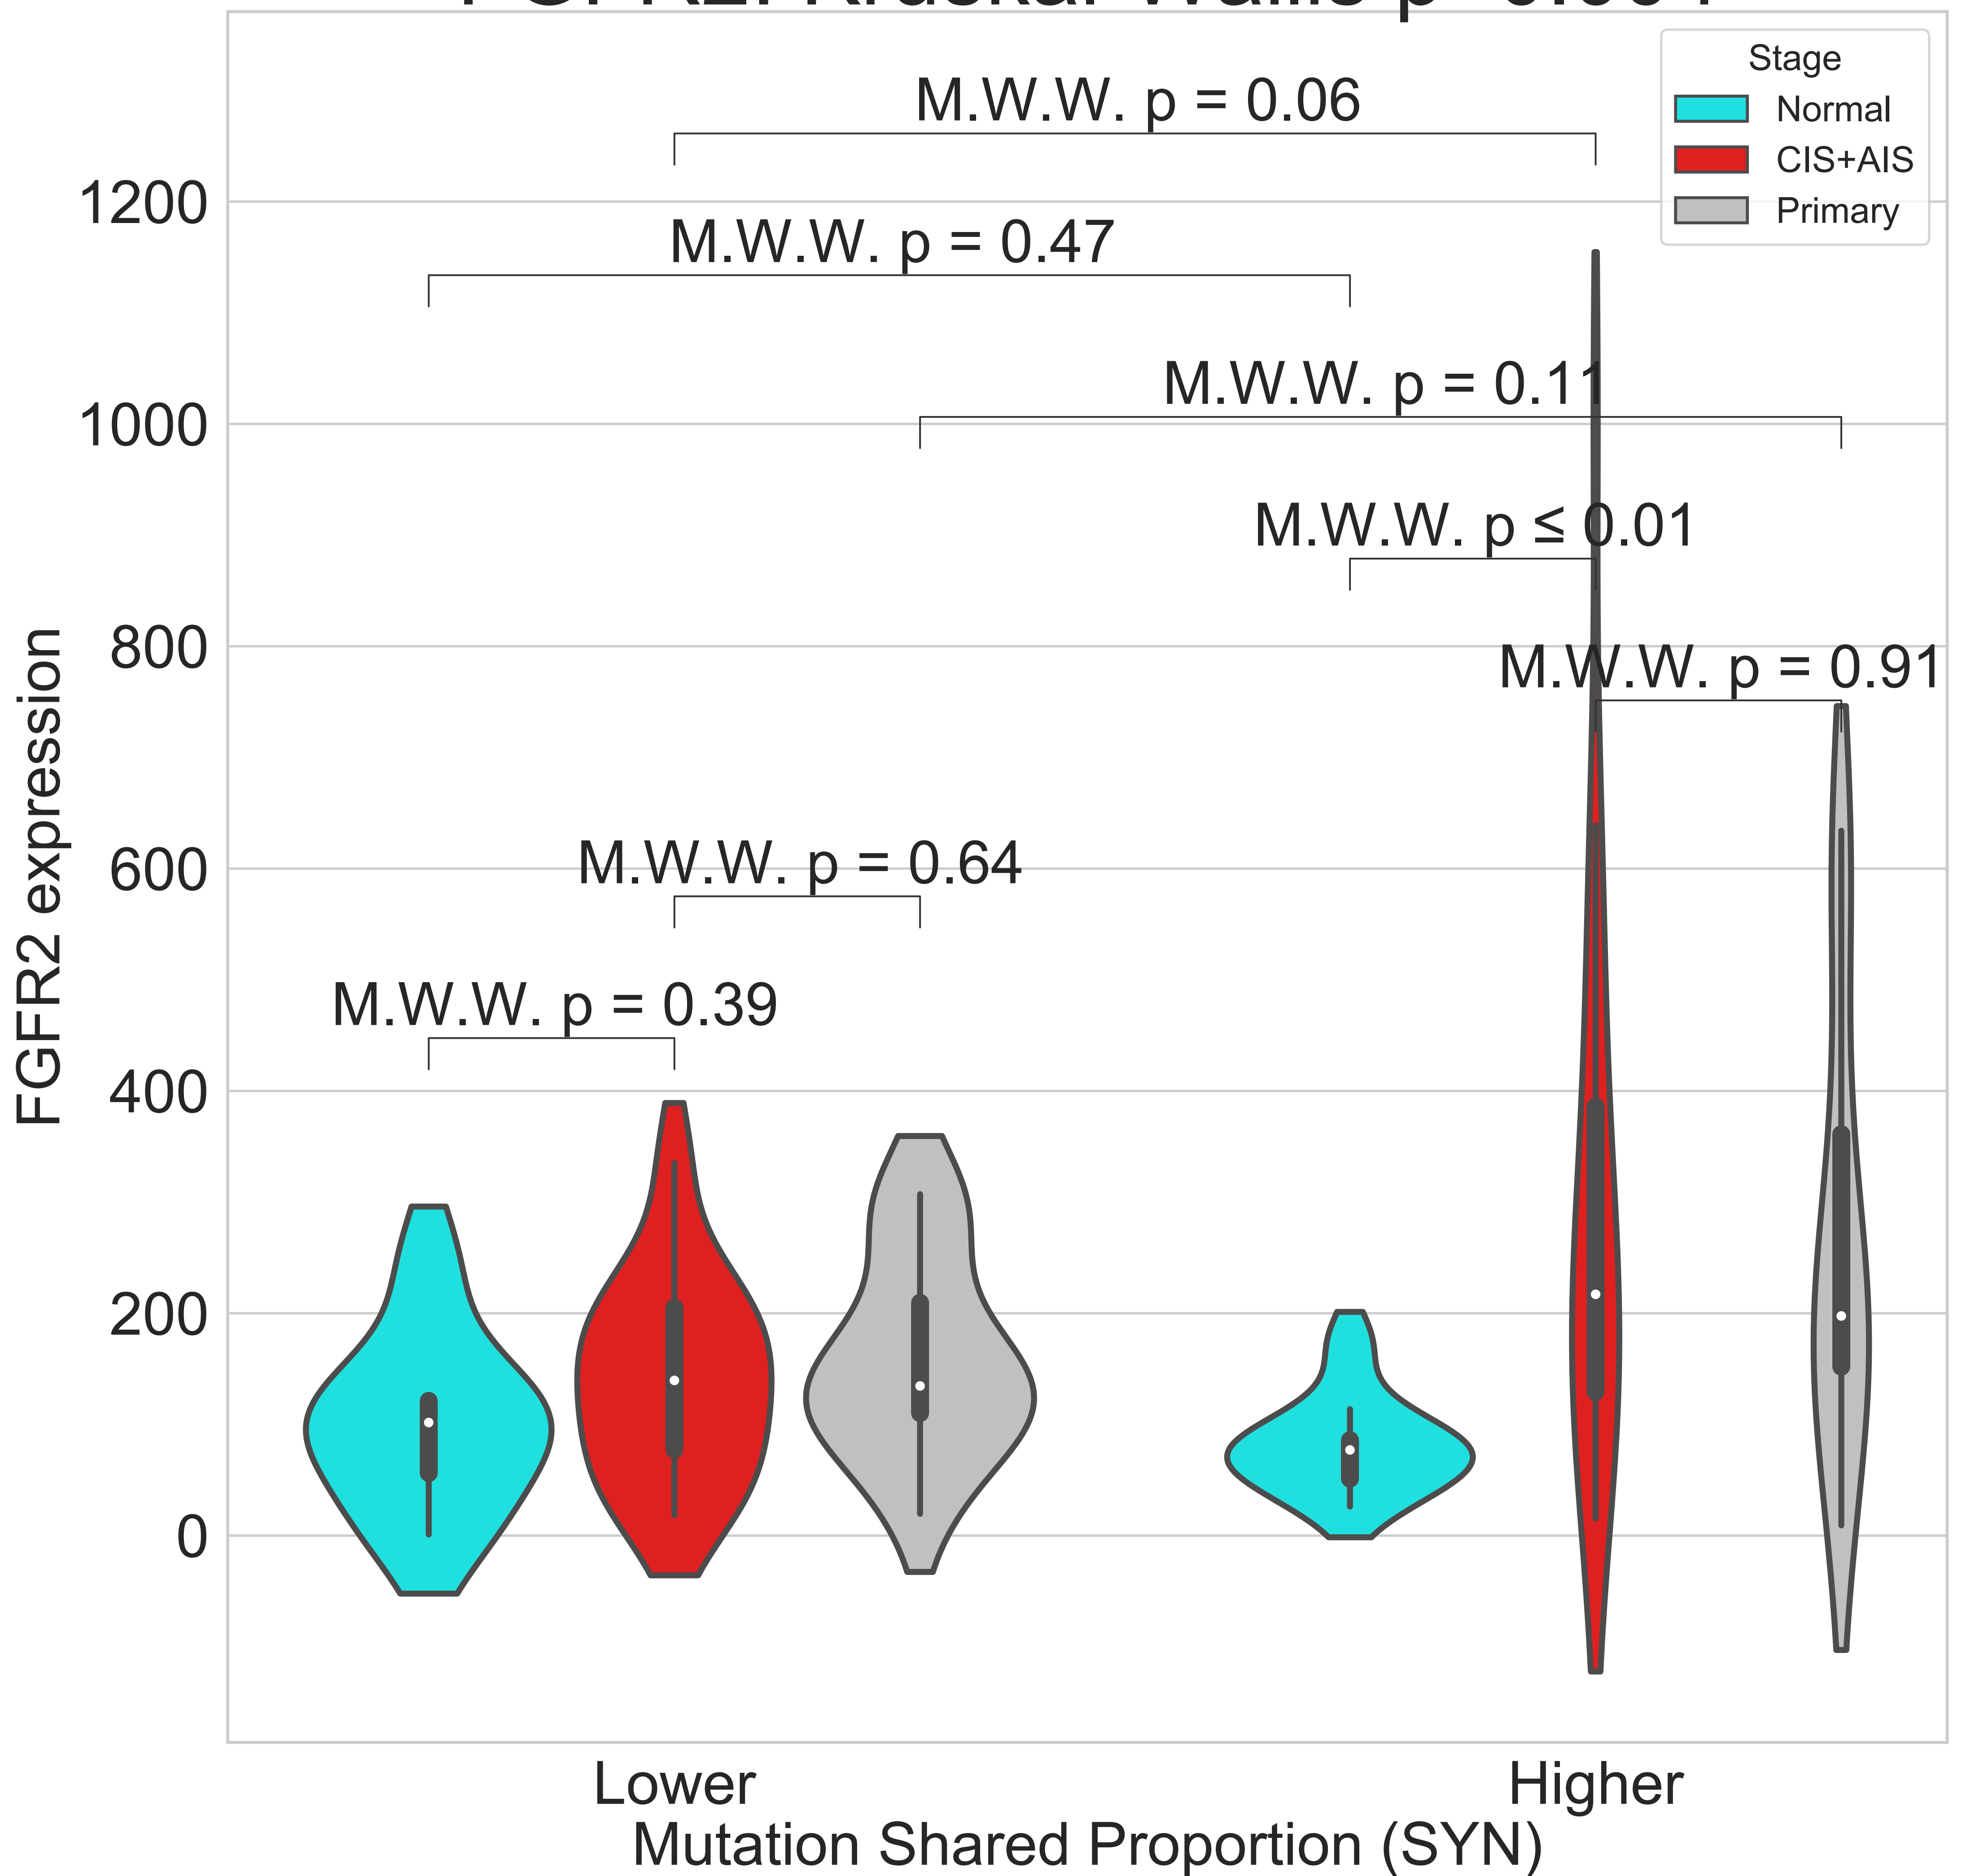 Stage
Normal
CIS+AIS
Primary
M.W.W. p = 0.06
M.W.W. p = 0.47
M.W.W. p = 0.11
M.W.W. p ≤ 0.01
M.W.W. p = 0.91
M.W.W. p = 0.64
M.W.W. p = 0.39
1200
1000
800
600
400
200
0
FGFR2 expression
Lower
Higher
Mutation Shared Proportion (SYN)